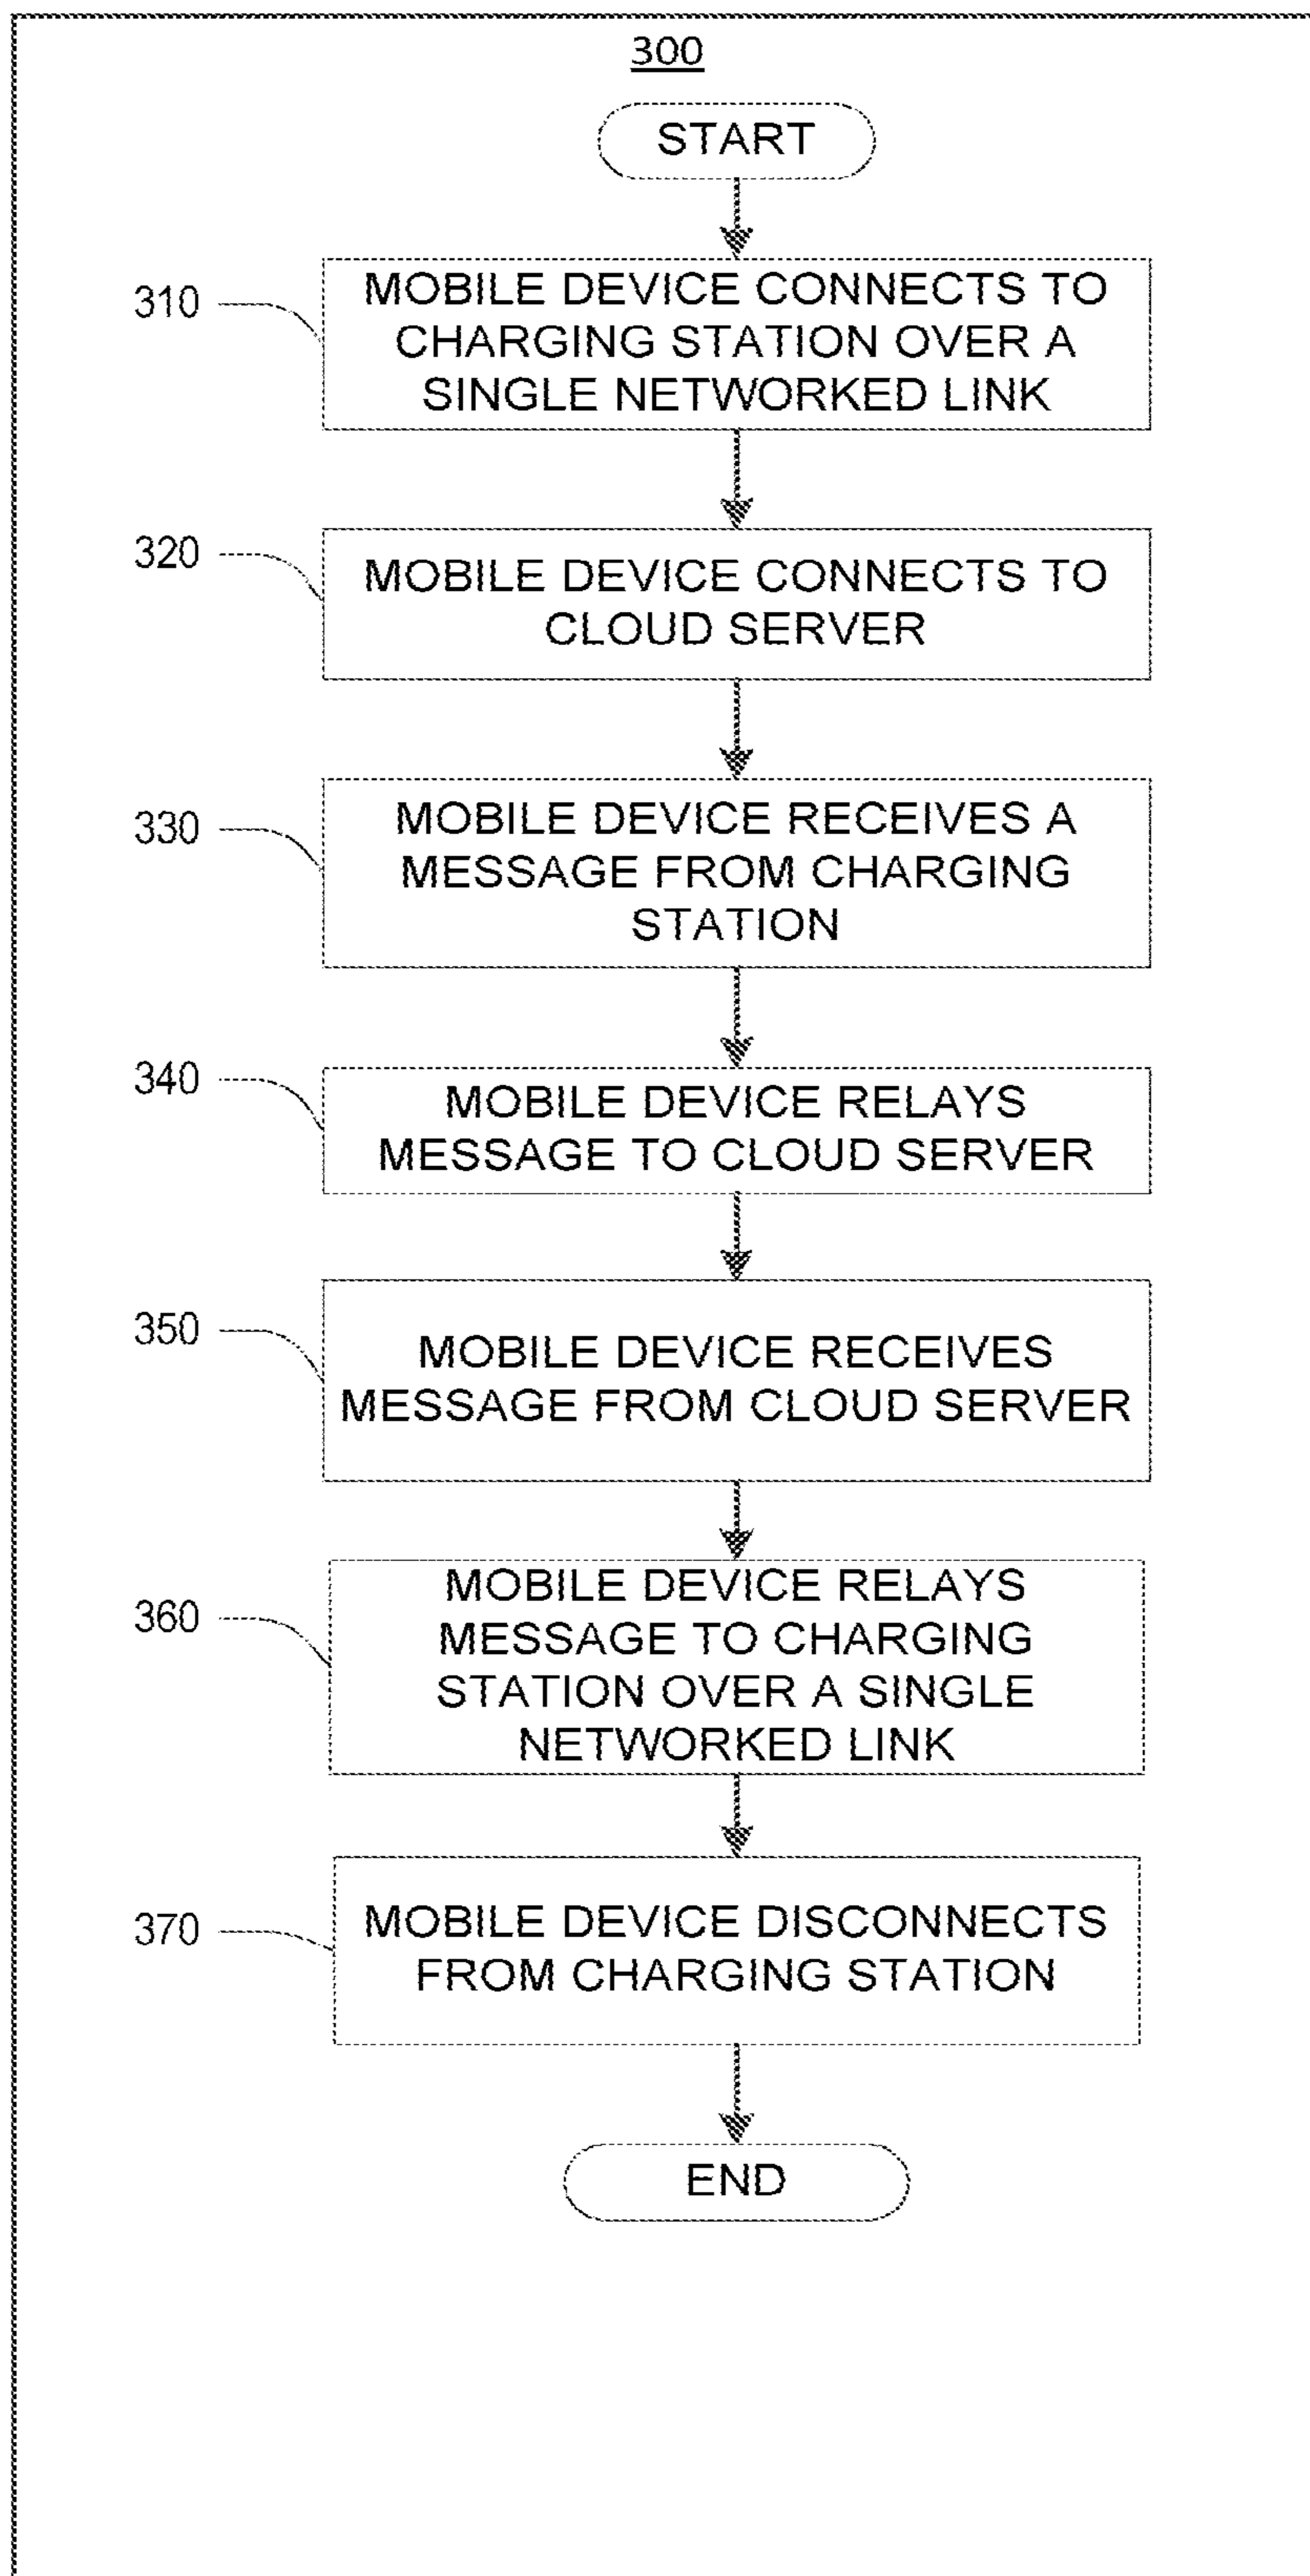 300
START
310
MOBILE DEVICE CONNECTS TO
CHARGING STATION OVER A
SINGLE NETWORKED LINK
320
MOBILE DEVICE CONNECTS TO
CLOUD SERVER
330
MOBILE DEVICE RECEIVES A
MESSAGE FROM CHARGING
STATION
340
MOBILE DEVICE RELAYS
MESSAGE TO CLOUD SERVER
350
MOBILE DEVICE RECEIVES
MESSAGE FROM CLOUD SERVER
360
MOBILE DEVICE RELAYS
MESSAGE TO CHARGING
STATION OVER A SINGLE
NETWORKED LINK
370
MOBILE DEVICE DISCONNECTS
FROM CHARGING STATION
END